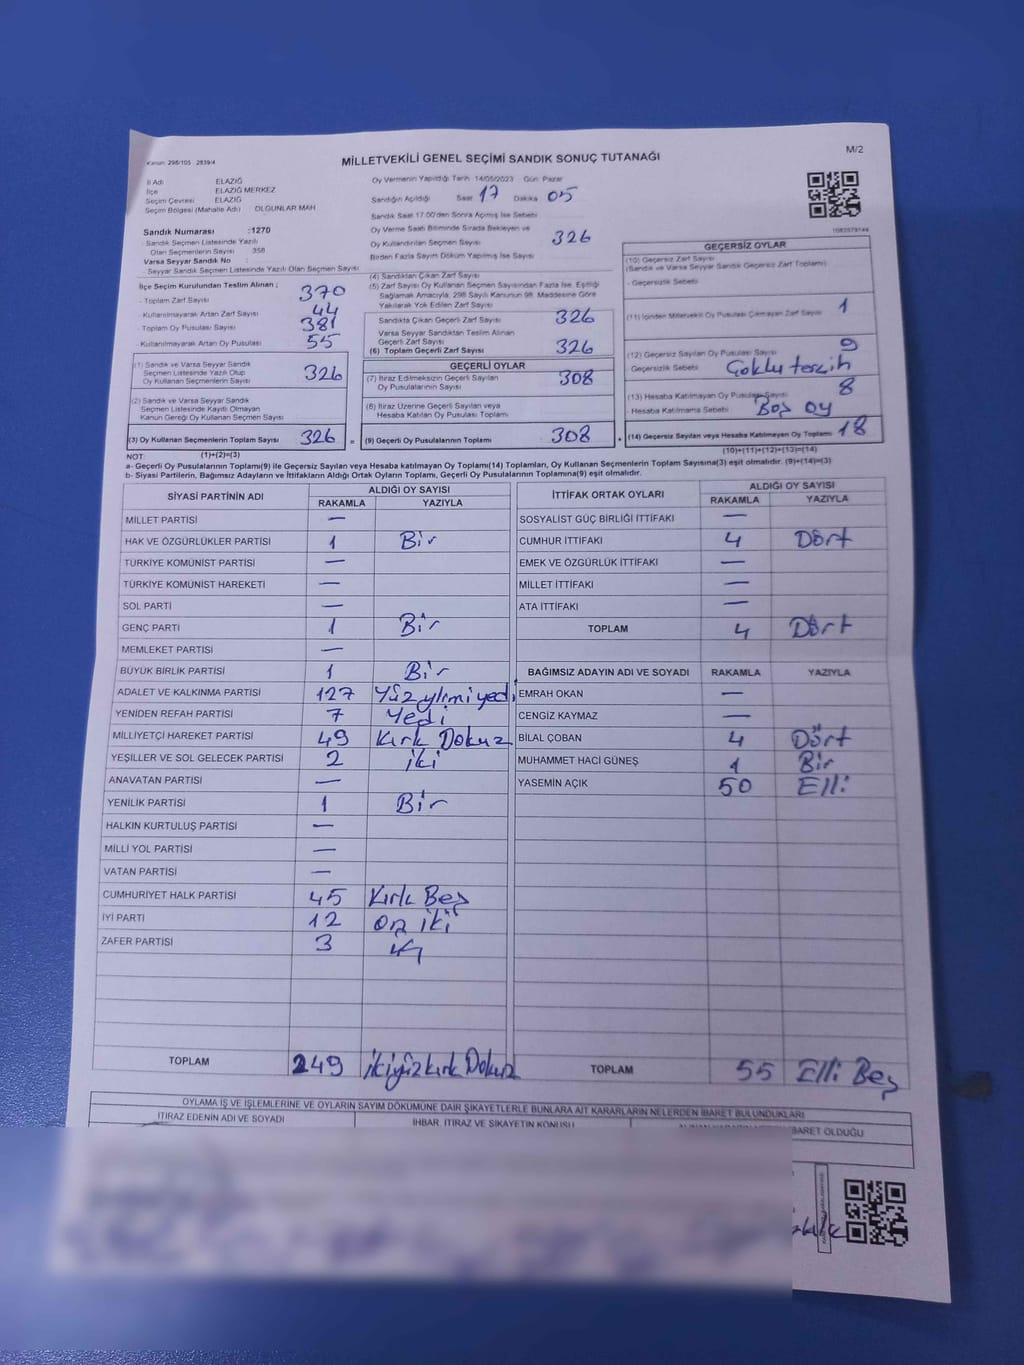 Kanun: 298/105 - 2839/4
MİLLETVEKİLİ GENEL SEÇİMİ SANDIK SONUÇ TUTANAĞI
M/2
İl Adı ELAZIĞ
İlçe ELAZIĞ MERKEZ
Seçim Çevresi ELAZIĞ
Seçim Bölgesi (Mahalle Adı) OLGUNLAR MAH
Sandık Numarası :1270
- Sandık Seçmen Listesinde Yazılı
Olan Seçmenlerin Sayısı 358
Varsa Seyyar Sandık No :
- Seyyar Sandık Seçmen Listesinde Yazılı Olan Seçmen Sayısı
İlçe Seçim Kurulundan Teslim Alınan ;
- Toplam Zarf Sayısı 370
- Kullanılmayarak Artan Zarf Sayısı 44
- Toplam Oy Pusulası Sayısı 381
- Kullanılmayarak Artan Oy Pusulası 55
(1) Sandık ve Varsa Seyyar Sandık
Seçmen Listesinde Yazılı Olup
Oy Kullanan Seçmenlerin Sayısı 326
(2) Sandık ve Varsa Seyyar Sandık
Seçmen Listesinde Kayıtlı Olmayan
Kanun Gereği Oy Kullanan Seçmen Sayısı
(3) Oy Kullanan Seçmenlerin Toplam Sayısı 326 =
Oy Vermenin Yapıldığı Tarih 14/05/2023 Gün: Pazar
Sandığın Açıldığı Saat 17 Dakika 05
Sandık Saat 17.00'den Sonra Açılmış İse Sebebi
Oy Verme Saati Bitiminde Sırada Bekleyen ve
Oy Kullandırılan Seçmen Sayısı 326
Birden Fazla Sayım Döküm Yapılmış İse Sayısı
(4) Sandıktan Çıkan Zarf Sayısı
(5) Zarf Sayısı Oy Kullanan Seçmen Sayısından Fazla İse, Eşitliği
Sağlamak Amacıyla, 298 Sayılı Kanunun 98. Maddesine Göre
Yakılarak Yok Edilen Zarf Sayısı
Sandıkta Çıkan Geçerli Zarf Sayısı 326
Varsa Seyyar Sandıktan Teslim Alınan
Geçerli Zarf Sayısı
(6) Toplam Geçerli Zarf Sayısı 326
GEÇERLİ OYLAR
(7) İtiraz Edilmeksizin Geçerli Sayılan
Oy Pusulalarının Sayısı 308
(8) İtiraz Üzerine Geçerli Sayılan veya
Hesaba Katılan Oy Pusulası Toplamı
(9) Geçerli Oy Pusulalarının Toplamı 308 +
GEÇERSİZ OYLAR
(10) Geçersiz Zarf Sayısı
(Sandık ve Varsa Seyyar Sandık Geçersiz Zarf Toplamı)
- Geçersizlik Sebebi
(11) İçinden Milletvekili Oy Pusulası Çıkmayan Zarf Sayısı 1
(12) Geçersiz Sayılan Oy Pusulası Sayısı 9
Geçersizlik Sebebi Çoklu tercih
(13) Hesaba Katılmayan Oy Pusulası Sayısı 8
- Hesaba Katılmama Sebebi Boş oy
(14) Geçersiz Sayılan veya Hesaba Katılmayan Oy Toplamı 18
NOT: (1)+(2)=(3) (10)+(11)+(12)+(13)=(14)
a- Geçerli Oy Pusulalarının Toplamı(9) ile Geçersiz Sayılan veya Hesaba katılmayan Oy Toplamı(14) Toplamları, Oy Kullanan Seçmenlerin Toplam Sayısına(3) eşit olmalıdır. (9)+(14)=(3)
b- Siyasi Partilerin, Bağımsız Adayların ve İttifakların Aldığı Ortak Oyların Toplamı, Geçerli Oy Pusulalarının Toplamına(9) eşit olmalıdır.
SİYASİ PARTİNİN ADI ALDIĞI OY SAYISI
RAKAMLA YAZIYLA
MİLLET PARTİSİ —
HAK VE ÖZGÜRLÜKLER PARTİSİ 1 Bir
TÜRKİYE KOMÜNİST PARTİSİ —
TÜRKİYE KOMÜNİST HAREKETİ —
SOL PARTİ —
GENÇ PARTİ 1 Bir
MEMLEKET PARTİSİ —
BÜYÜK BİRLİK PARTİSİ 1 Bir
ADALET VE KALKINMA PARTİSİ 127 Yüz yirmi yedi
YENİDEN REFAH PARTİSİ 7 Yedi
MİLLİYETÇİ HAREKET PARTİSİ 49 Kırk Dokuz
YEŞİLLER VE SOL GELECEK PARTİSİ 2 iki
ANAVATAN PARTİSİ —
YENİLİK PARTİSİ 1 Bir
HALKIN KURTULUŞ PARTİSİ —
MİLLİ YOL PARTİSİ —
VATAN PARTİSİ —
CUMHURİYET HALK PARTİSİ 45 Kırk Beş
İYİ PARTİ 12 on iki
ZAFER PARTİSİ 3
TOPLAM 249 ikiyüz kırk Dokuz
İTTİFAK ORTAK OYLARI ALDIĞI OY SAYISI
RAKAMLA YAZIYLA
SOSYALİST GÜÇ BİRLİĞİ İTTİFAKI —
CUMHUR İTTİFAKI 4 Dört
EMEK VE ÖZGÜRLÜK İTTİFAKI —
MİLLET İTTİFAKI —
ATA İTTİFAKI —
TOPLAM 4 Dört
BAĞIMSIZ ADAYIN ADI VE SOYADI RAKAMLA YAZIYLA
EMRAH OKAN —
CENGİZ KAYMAZ —
BİLAL ÇOBAN 4 Dört
MUHAMMET HACİ GÜNEŞ 1 Bir
YASEMİN AÇIK 50 Elli
TOPLAM 55 Elli Beş
OYLAMA İŞ VE İŞLEMLERİNE VE OYLARIN SAYIM DÖKÜMÜNE DAİR ŞİKAYETLERLE BUNLARA AİT KARARLARIN NELERDEN İBARET BULUNDUKLARI
İTİRAZ EDENİN ADI VE SOYADI
İHBAR, İTİRAZ VE ŞİKAYETİN KONUSU
İBARET OLDUĞU